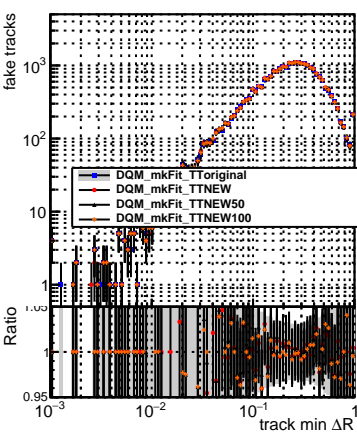 fake tracks
10³
10²
10
1
DQM_mkFit_TToriginal
DQM_mkFit_TTNEW
DQM_mkFit_TTNEW50
DQM_mkFit_TTNEW100
Ratio
1.05
1
0.95
10⁻³ 10⁻² 10⁻¹ 1
track min ΔR